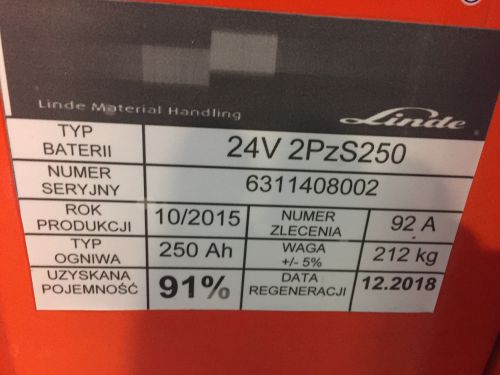 Linde Material Handling
Linde
TYP
BATERII
24V 2PzS250
NUMER
SERYJNY
6311408002
ROK
PRODUKCJI
10/2015
NUMER
ZLECENIA
92 A
TYP
OGNIWA
250 Ah
WAGA
+/- 5%
212 kg
UZYSKANA
POJEMNOŚĆ
91%
DATA
REGENERACJI
12.2018